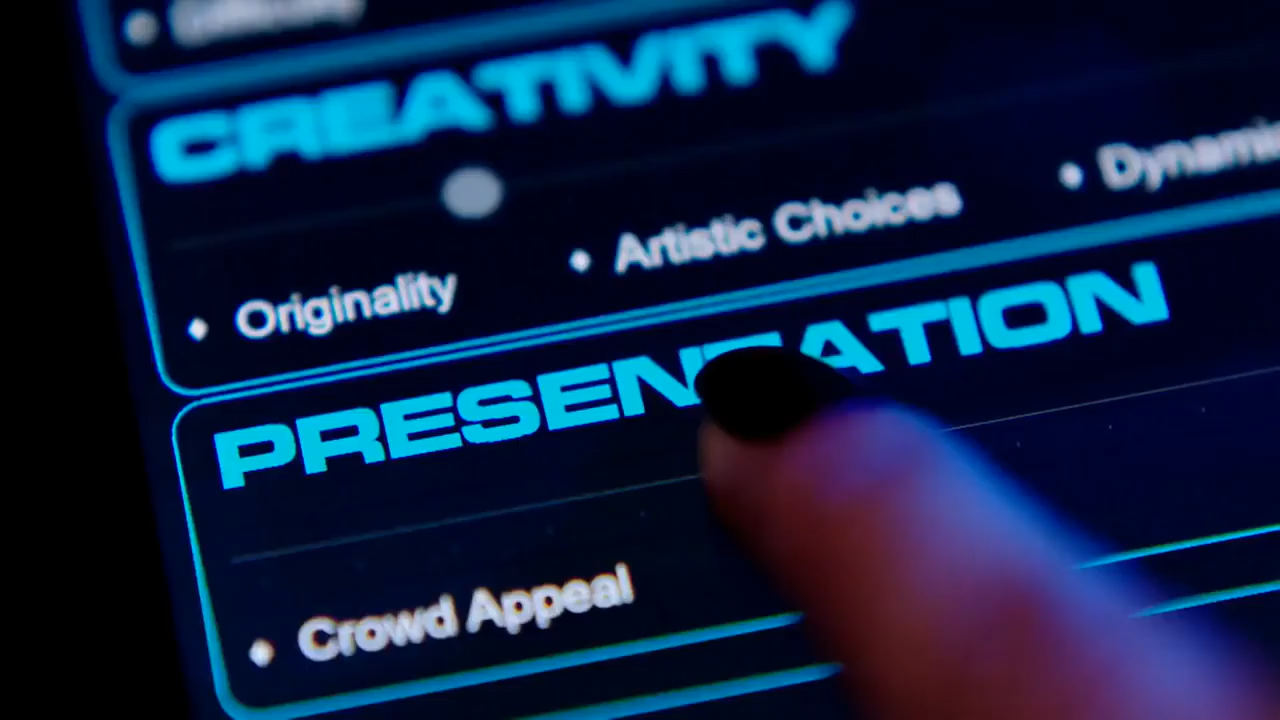 CREATIVITY
Originality
Artistic Choices
PRESENTATION
Crowd Appeal